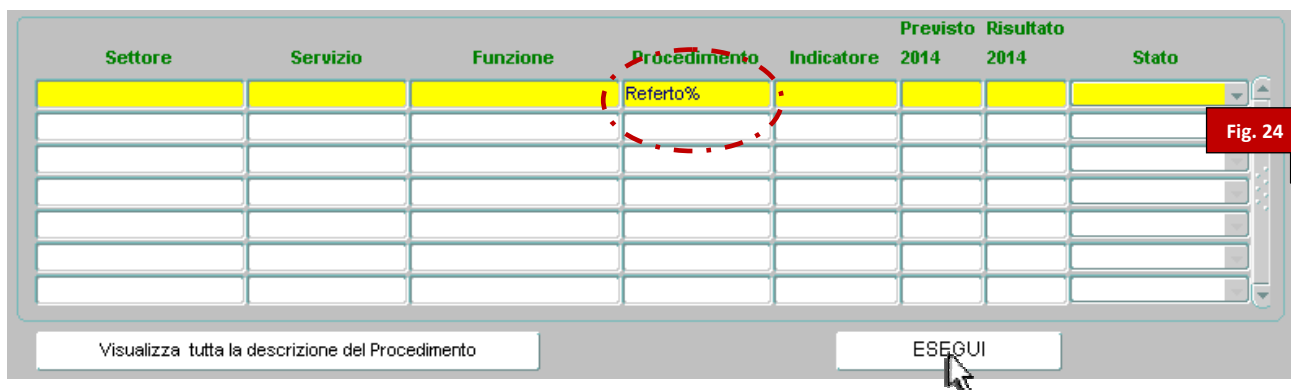 Previsto Risultato
Settore Servizio Funzione Procedimento Indicatore 2014 2014 Stato
Referto%
Fig. 24
Visualizza tutta la descrizione del Procedimento ESEGUI